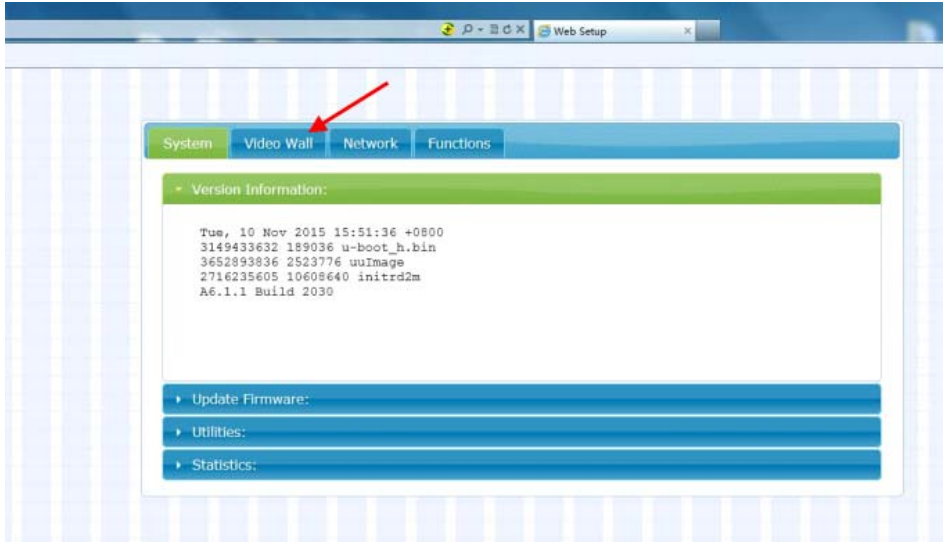 Web Setup
System Video Wall Network Functions
Version Information:
Tue, 10 Nov 2015 15:51:36 +0800
3149433632 189036 u-boot_h.bin
3652893836 2523776 uuImage
2716235605 10608640 initrd2m
A6.1.1 Build 2030
Update Firmware:
Utilities:
Statistics: